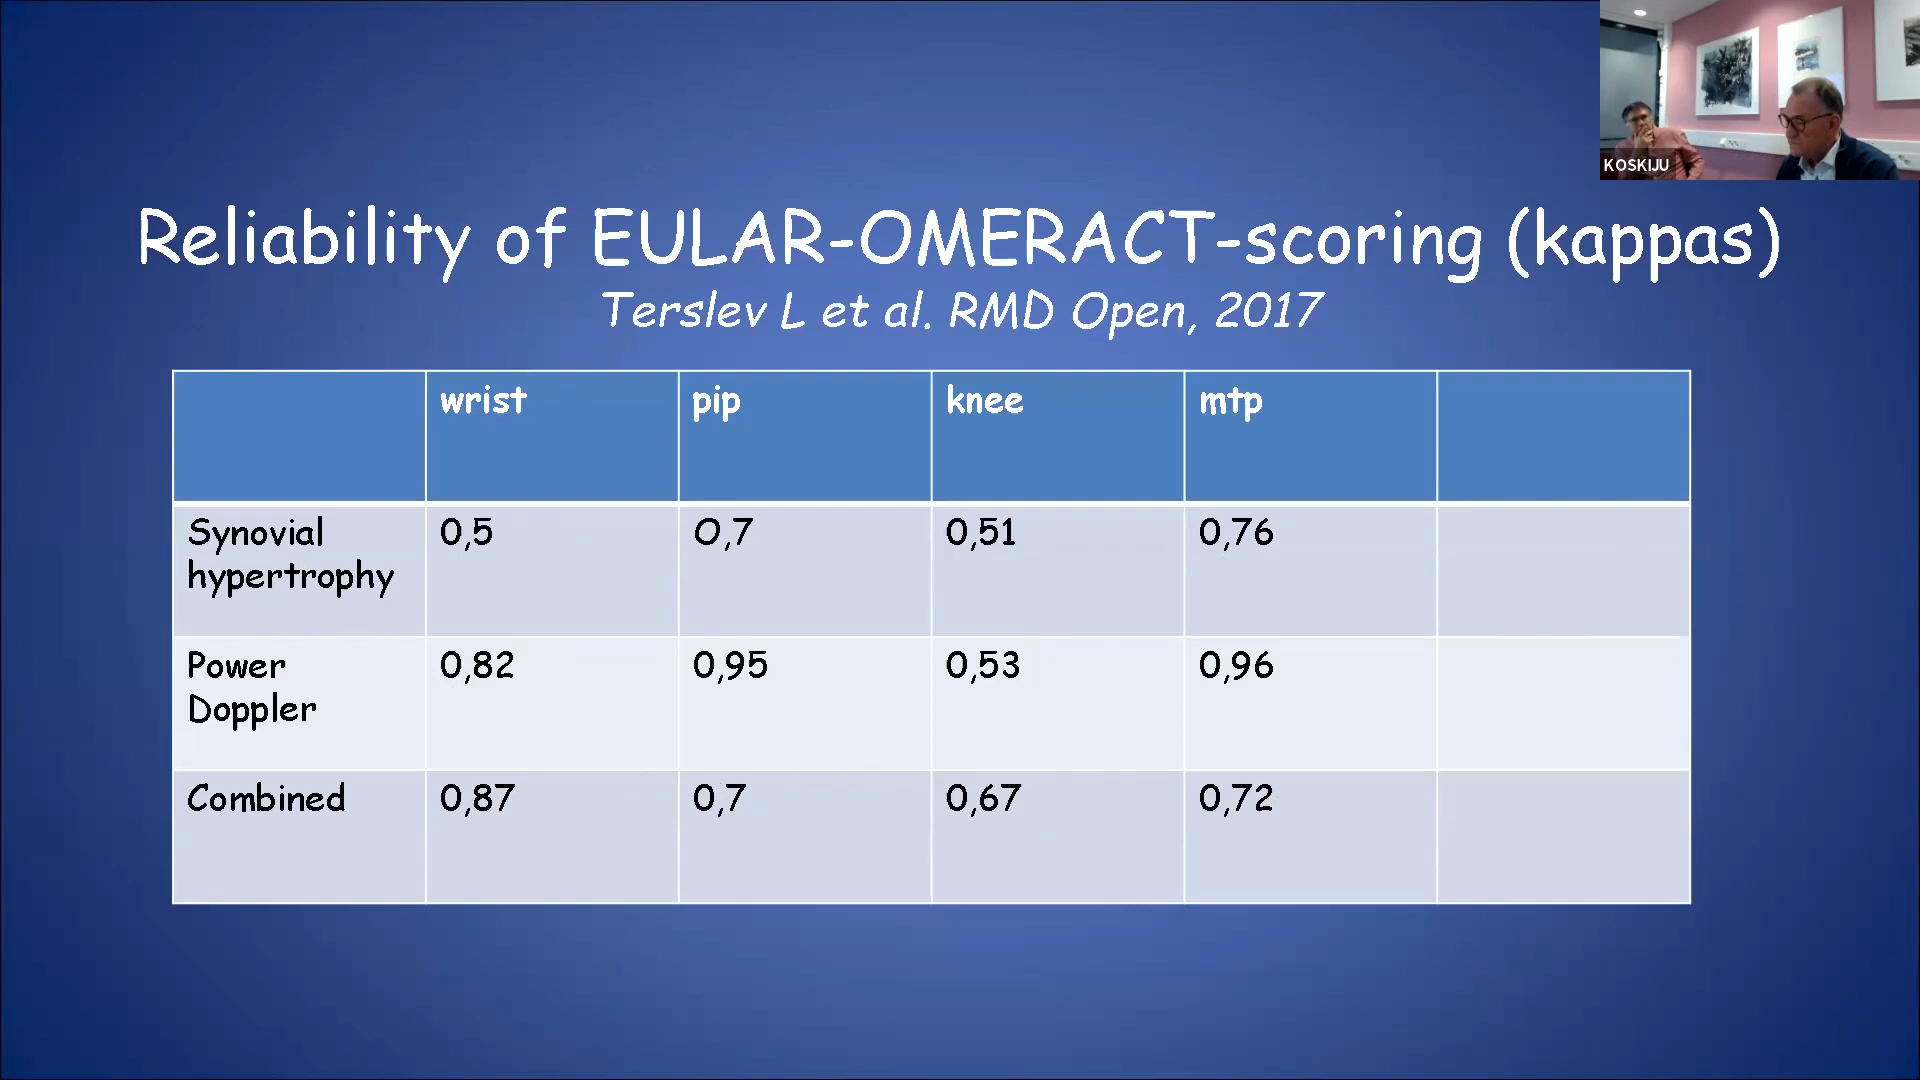 KOSKIJU
Reliability of EULAR-OMERACT-scoring (kappas)
Terslev L et al. RMD Open, 2017
wrist pip knee mtp
Synovial hypertrophy 0,5 O,7 0,51 0,76
Power Doppler 0,82 0,95 0,53 0,96
Combined 0,87 0,7 0,67 0,72